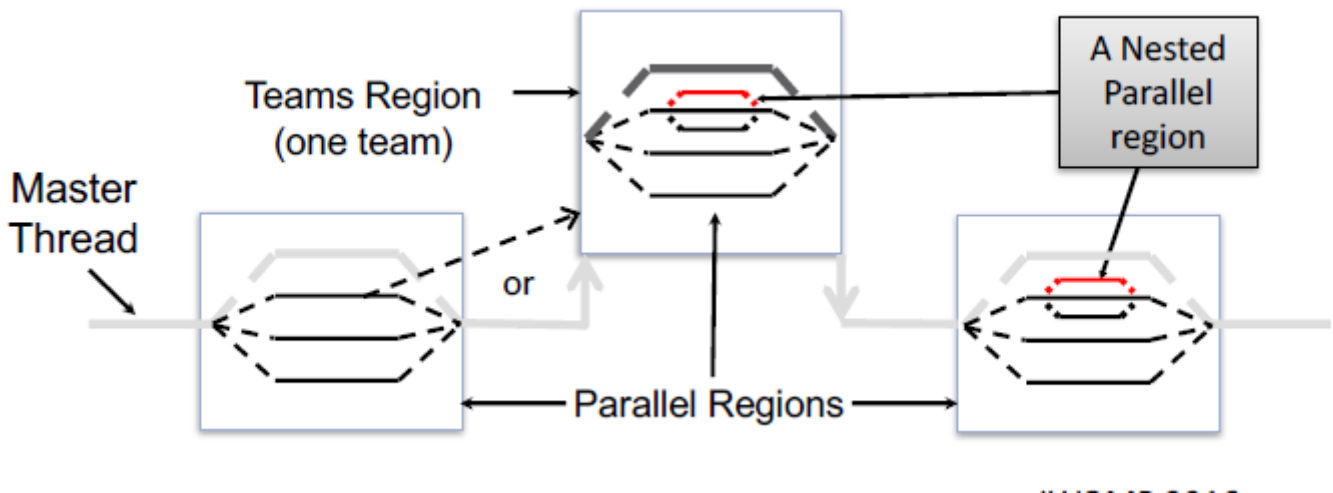 A Nested
Parallel
region
Teams Region
(one team)
Master
Thread
or
Parallel Regions